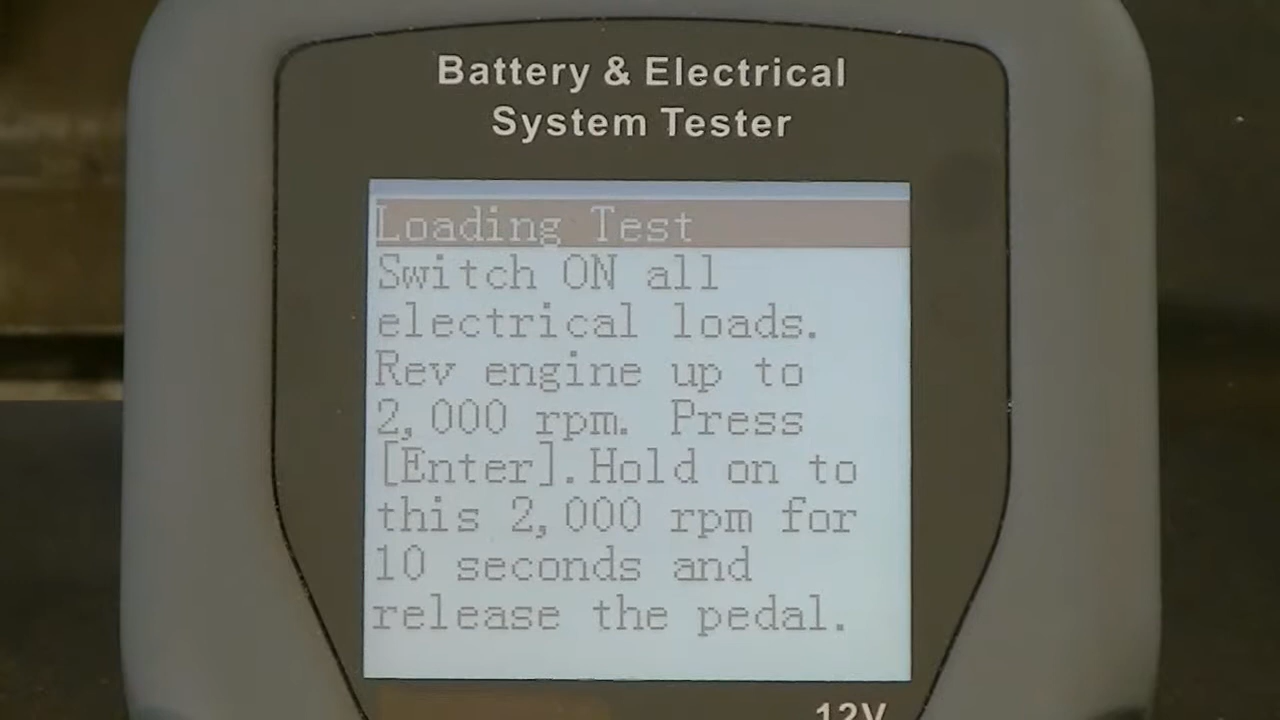 Battery & Electrical
System Tester
Loading Test
Switch ON all
electrical loads.
Rev engine up to
2,000 rpm. Press
[Enter].Hold on to
this 2,000 rpm for
10 seconds and
release the pedal.
12V